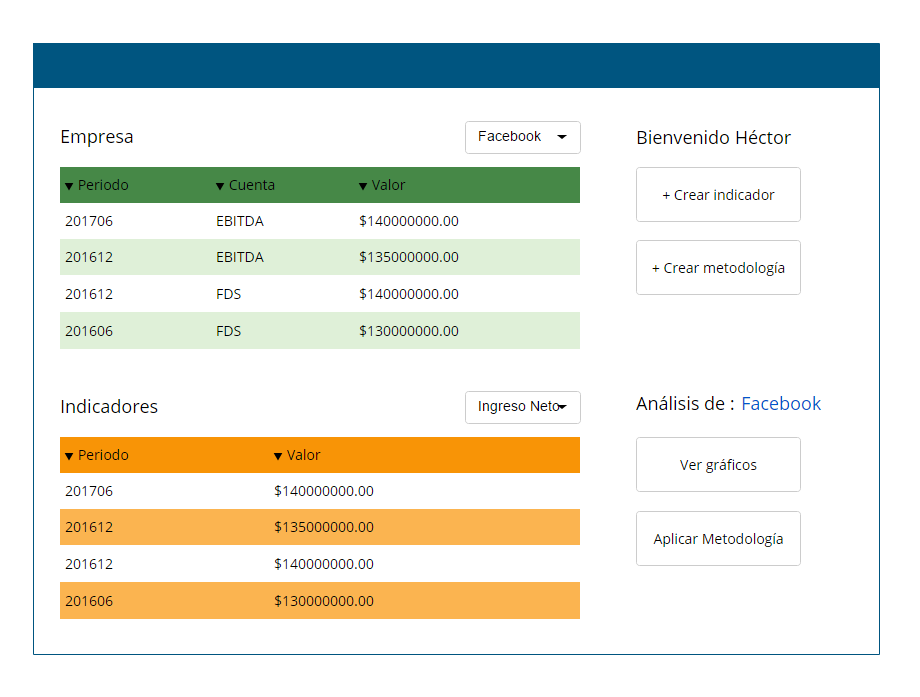 Empresa
Facebook
▼ Periodo ▼ Cuenta ▼ Valor
201706 EBITDA $140000000.00
201612 EBITDA $135000000.00
201612 FDS $140000000.00
201606 FDS $130000000.00
Bienvenido Héctor
+ Crear indicador
+ Crear metodología
Indicadores
Ingreso Neto
▼ Periodo ▼ Valor
201706 $140000000.00
201612 $135000000.00
201612 $140000000.00
201606 $130000000.00
Análisis de : Facebook
Ver gráficos
Aplicar Metodología